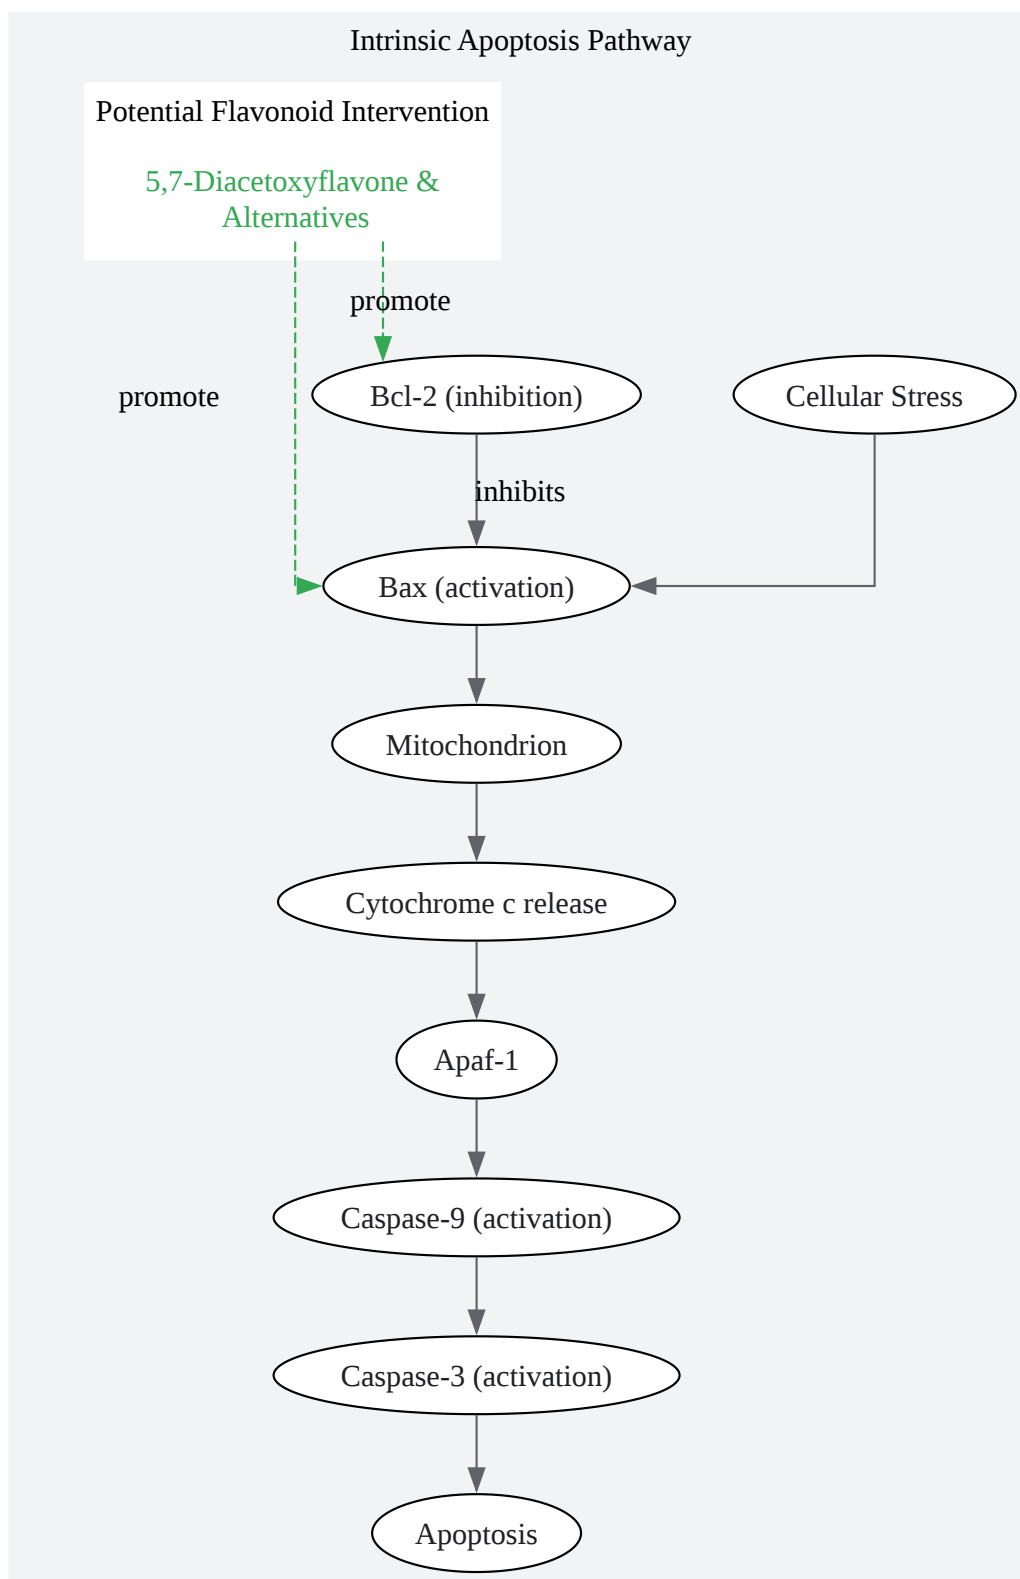 Intrinsic Apoptosis Pathway
Potential Flavonoid Intervention
5,7-Diacetoxyflavone &
Alternatives
promote
promote
Bcl-2 (inhibition)
Cellular Stress
inhibits
Bax (activation)
Mitochondrion
Cytochrome c release
Apaf-1
Caspase-9 (activation)
Caspase-3 (activation)
Apoptosis